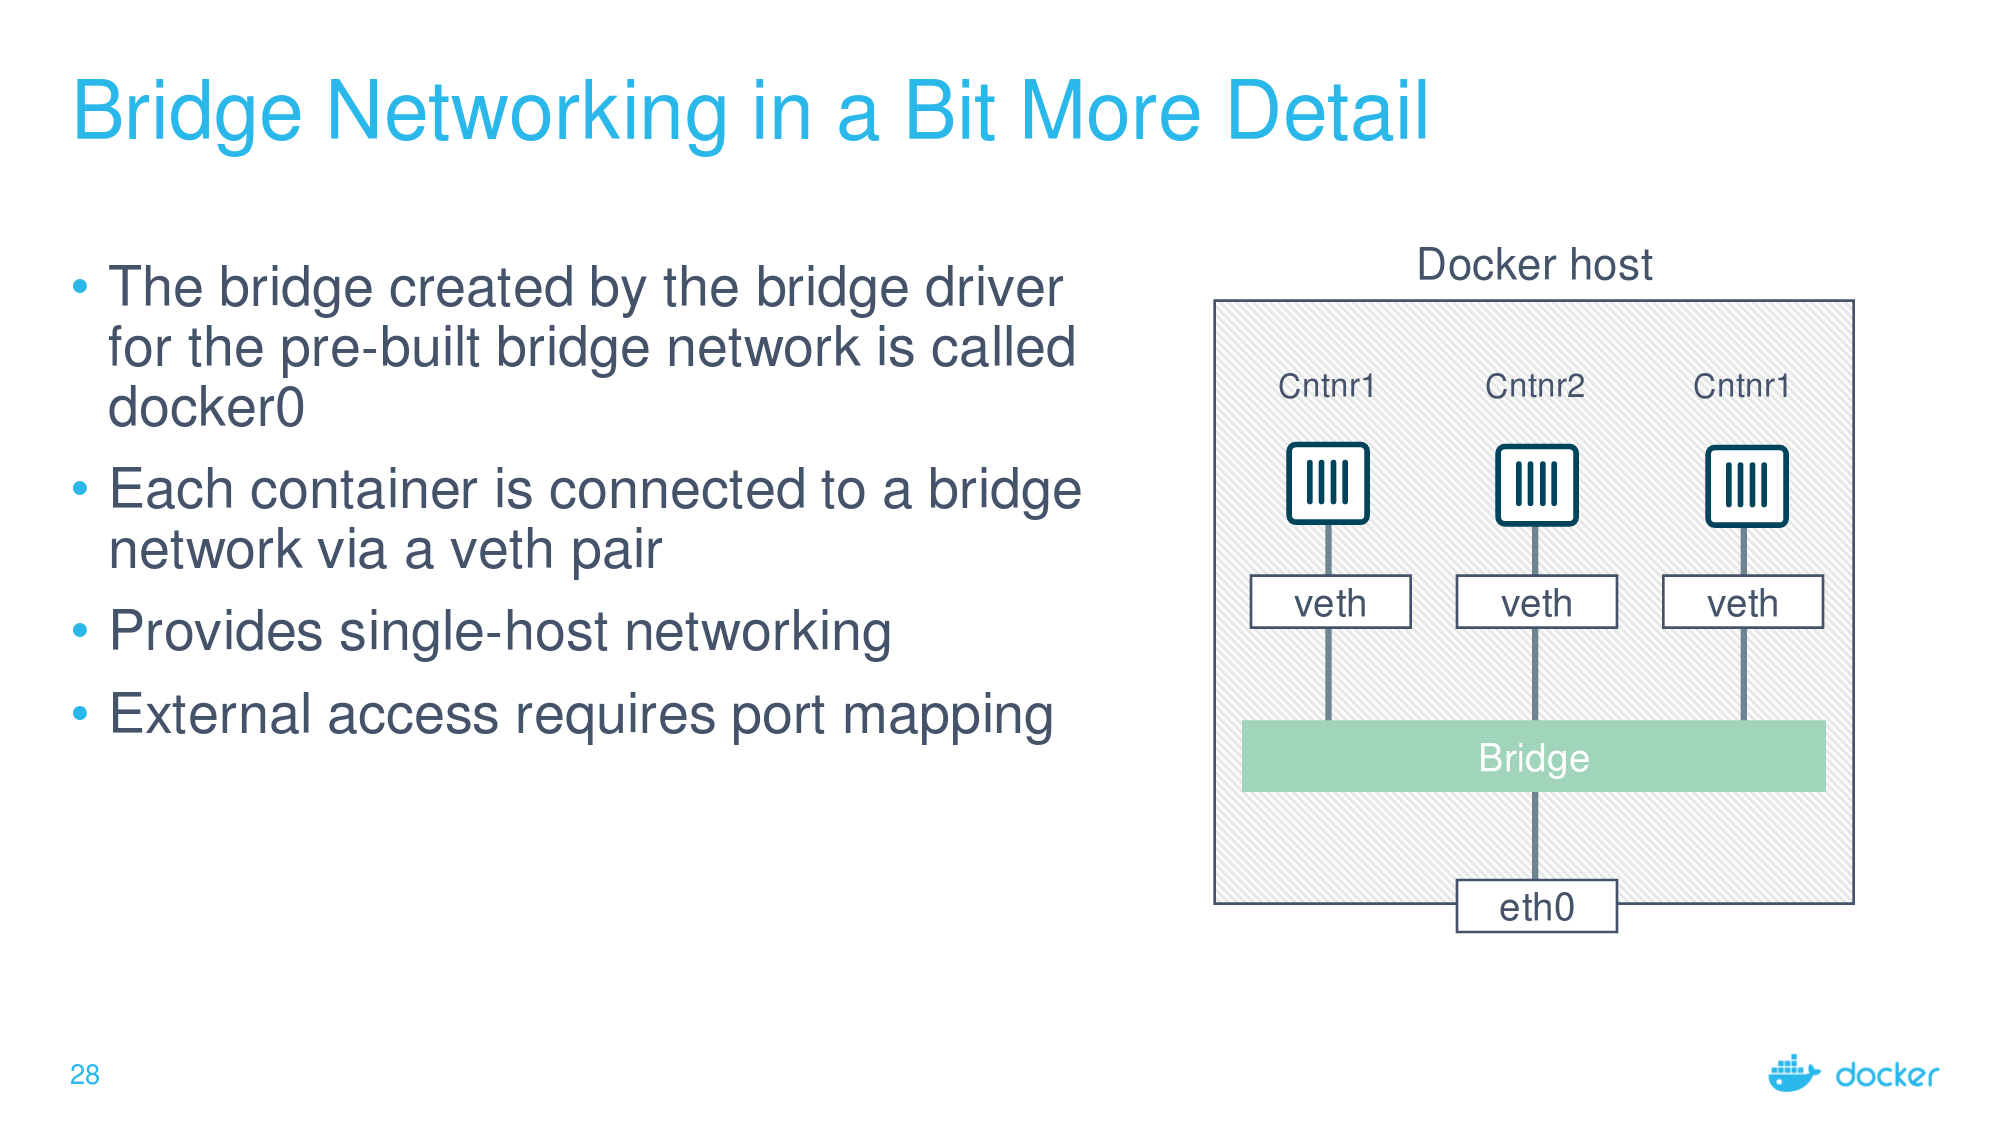 Bridge Networking in a Bit More Detail
• The bridge created by the bridge driver
for the pre-built bridge network is called
docker0
• Each container is connected to a bridge
network via a veth pair
• Provides single-host networking
• External access requires port mapping
Docker host
Cntnr1 Cntnr2 Cntnr1
veth veth veth
Bridge
eth0
28
docker